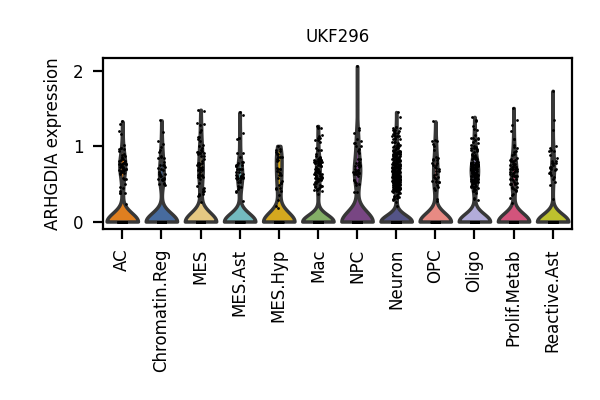 UKF296
ARHGDIA expression
2
1
0
AC
Chromatin.Reg
MES
MES.Ast
MES.Hyp
Mac
NPC
Neuron
OPC
Oligo
Prolif.Metab
Reactive.Ast